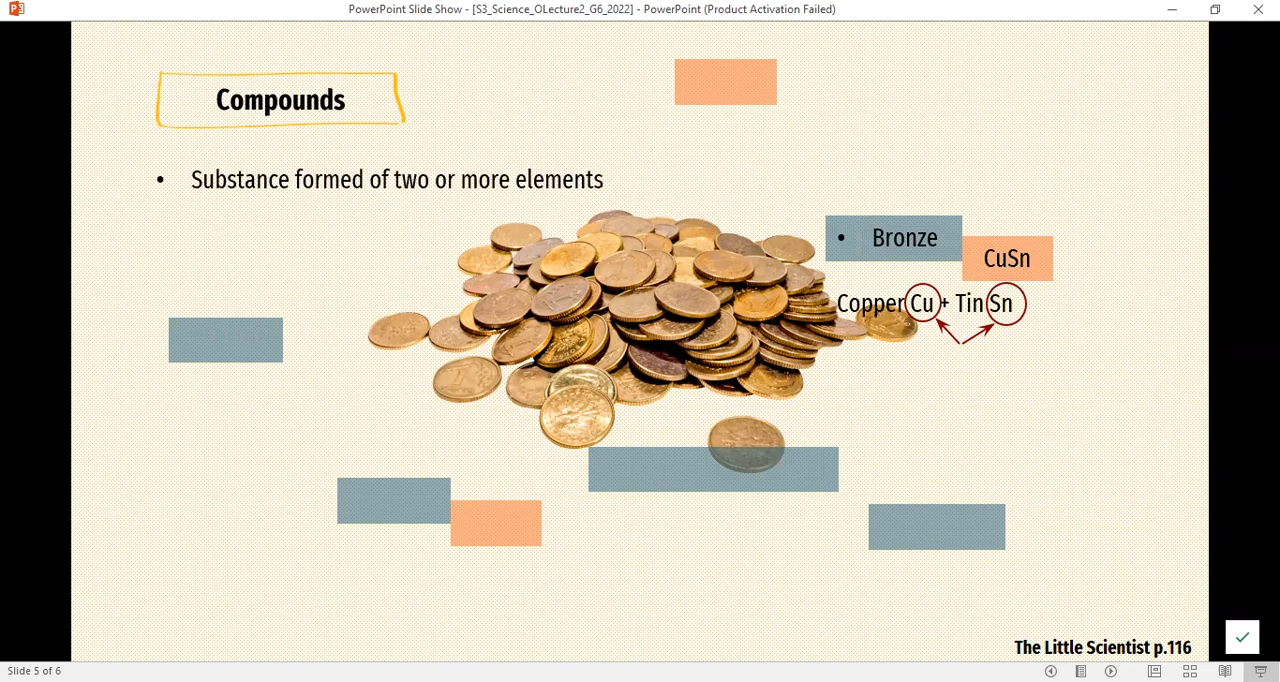 PowerPoint Slide Show - [S3_Science_OLecture2_G6_2022] - PowerPoint (Product Activation Failed)
Compounds
• Substance formed of two or more elements
• Bronze
CuSn
Copper Cu + Tin Sn
The Little Scientist p.116
Slide 5 of 6